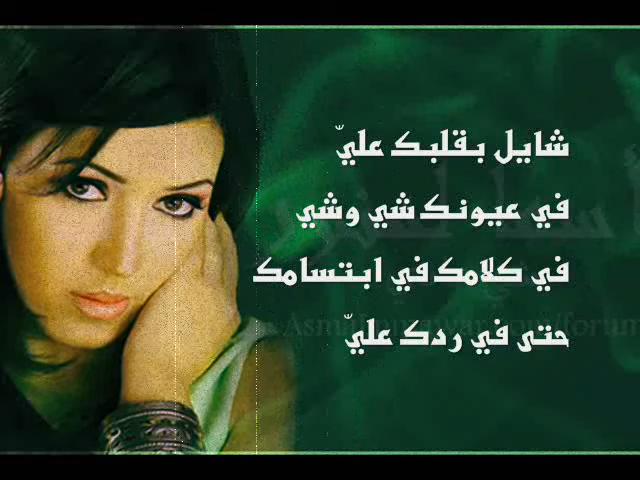 شايل بقلبك عليّ
في عيونك شي وشي
في كلامك في ابتسامك
حتى في ردك عليّ